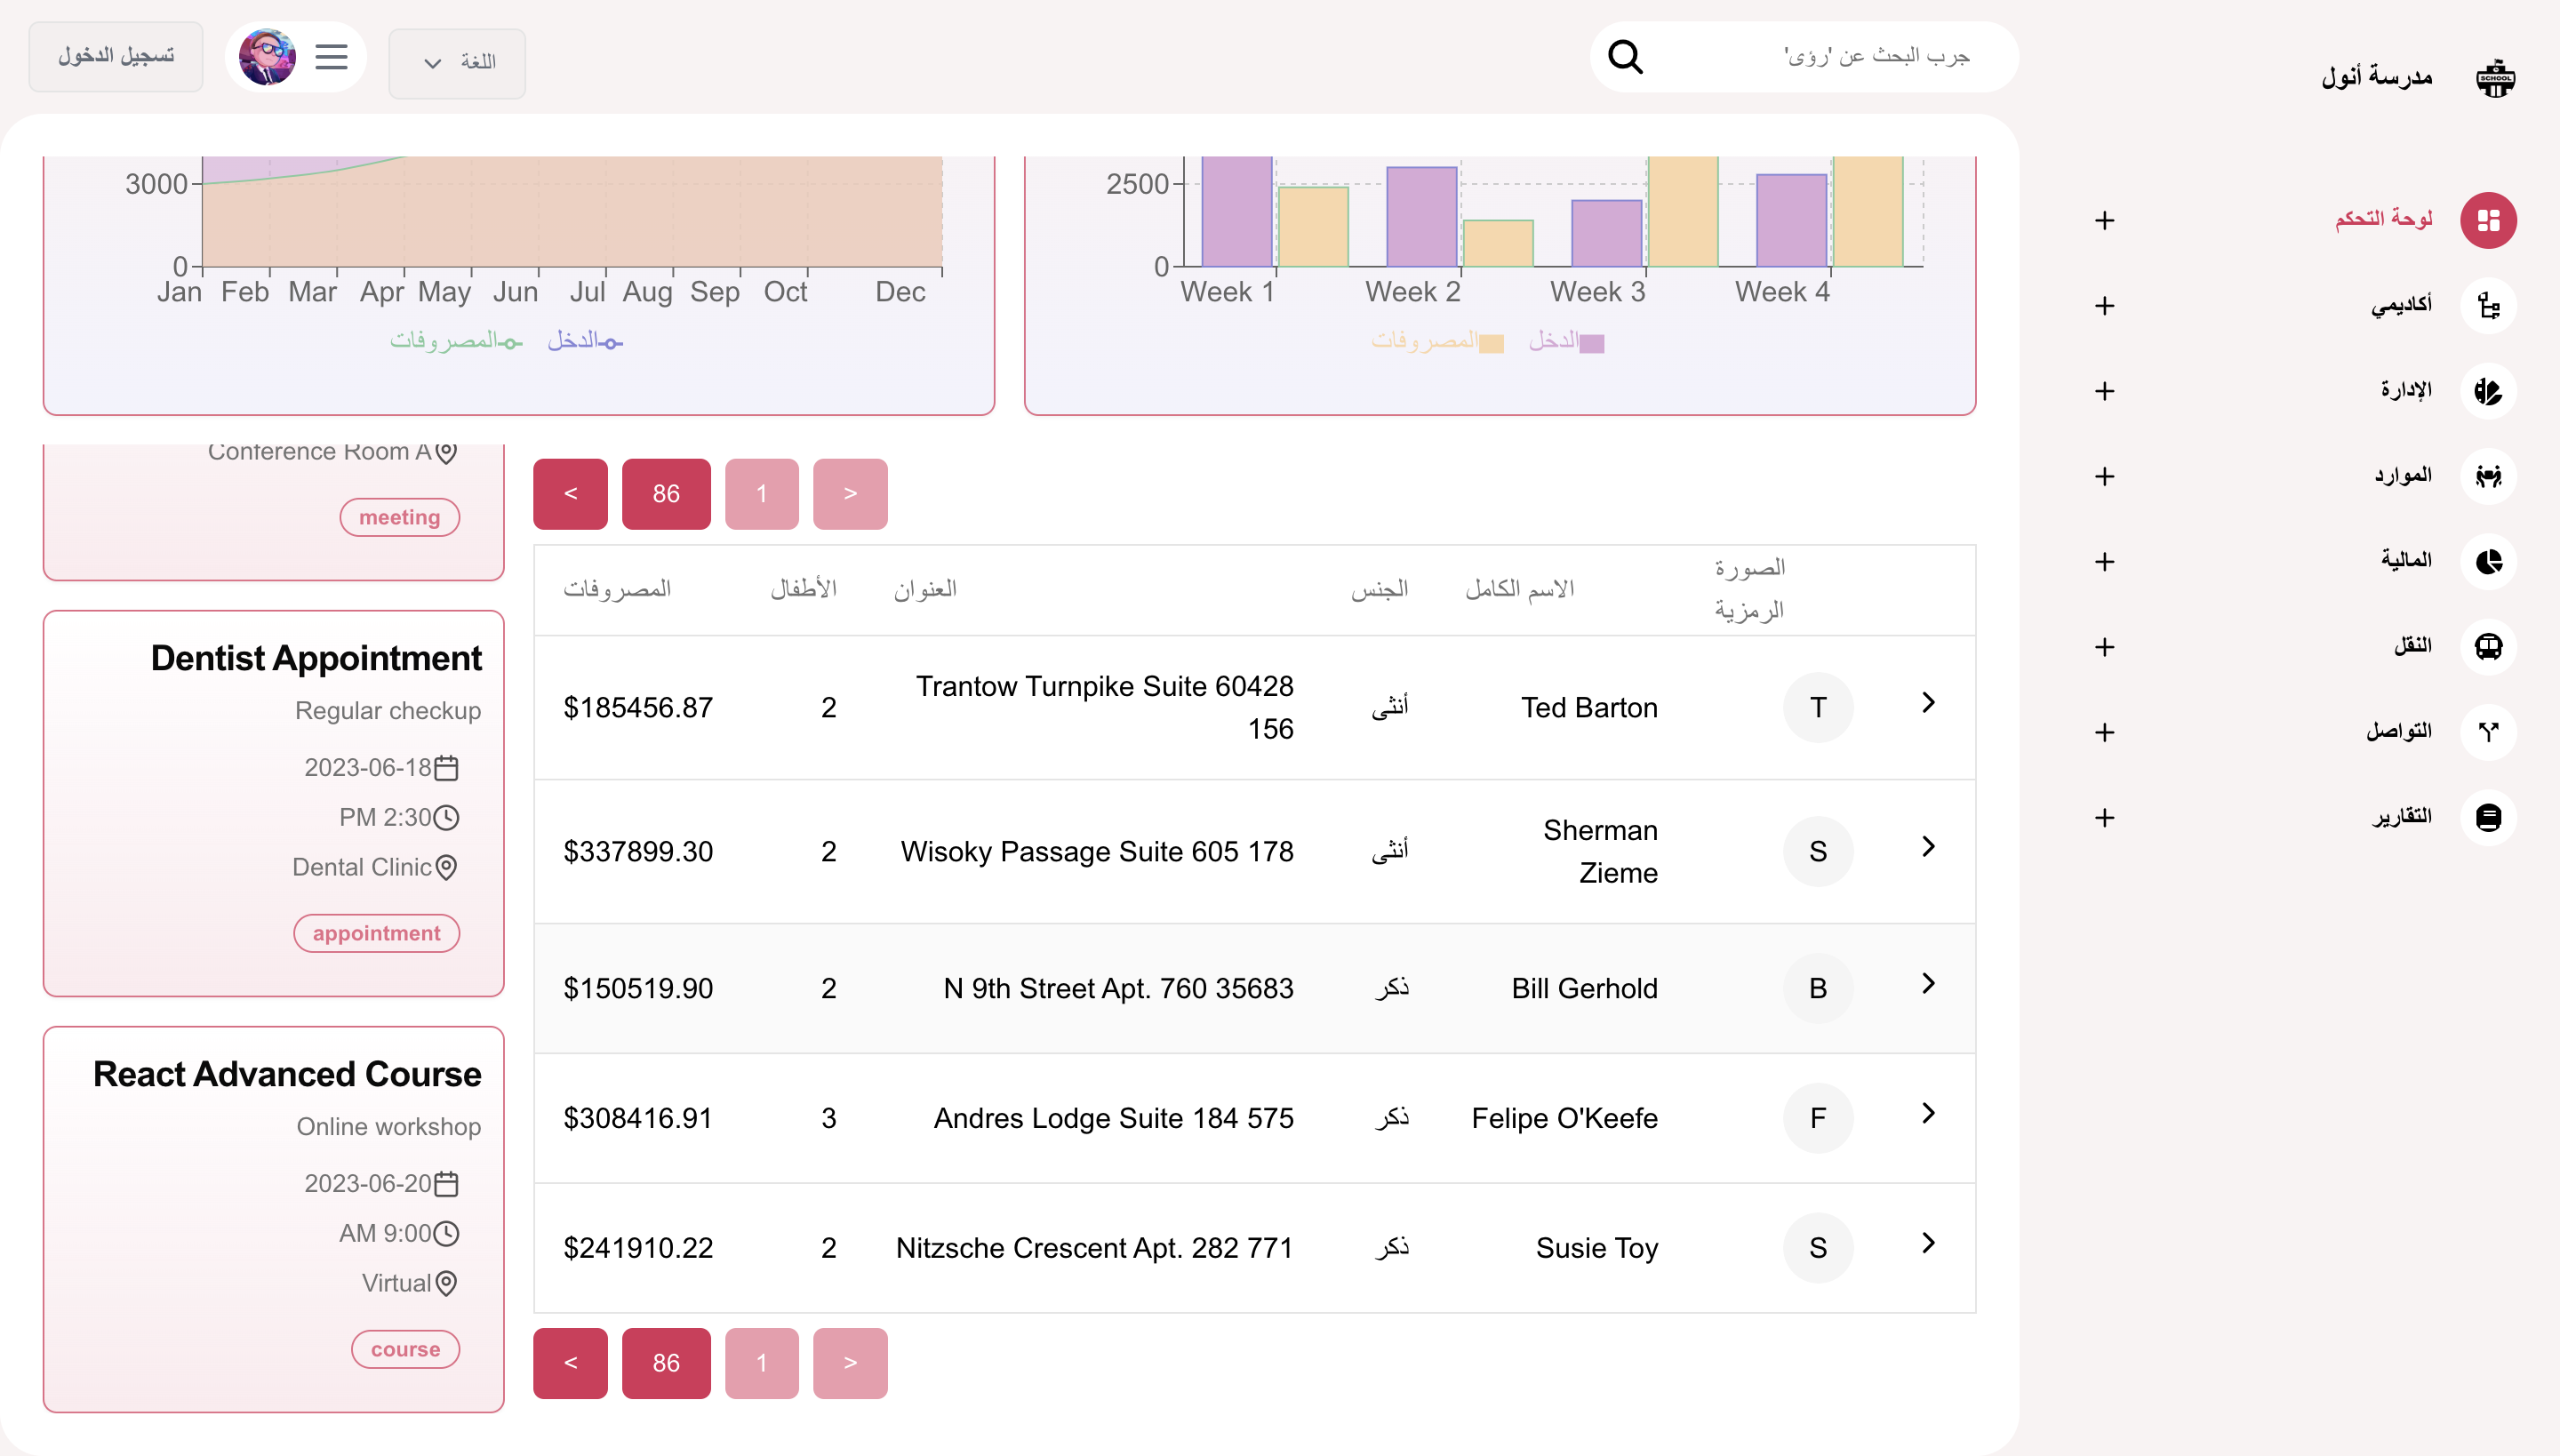 مدرسة أنول
SCHOOL
لوحة التحكم
أكاديمي
الإدارة
الموارد
المالية
النقل
التواصل
التقارير
جرب البحث عن 'رؤى'
اللغة
تسجيل الدخول
2500
0
Week 1
Week 2
Week 3
Week 4
الدخل
المصروفات
3000
0
Jan
Feb
Mar
Apr
May
Jun
Jul
Aug
Sep
Oct
Dec
الدخل
المصروفات
>
1
86
<
الصورة
الرمزية
الاسم الكامل
الجنس
العنوان
الأطفال
المصروفات
T
Ted Barton
أنثى
Trantow Turnpike Suite 60428
156
2
$185456.87
S
Sherman
Zieme
أنثى
Wisoky Passage Suite 605 178
2
$337899.30
B
Bill Gerhold
ذكر
N 9th Street Apt. 760 35683
2
$150519.90
F
Felipe O'Keefe
ذكر
Andres Lodge Suite 184 575
3
$308416.91
S
Susie Toy
ذكر
Nitzsche Crescent Apt. 282 771
2
$241910.22
>
1
86
<
Conference Room A
meeting
Dentist Appointment
Regular checkup
2023-06-18
PM 2:30
Dental Clinic
appointment
React Advanced Course
Online workshop
2023-06-20
AM 9:00
Virtual
course